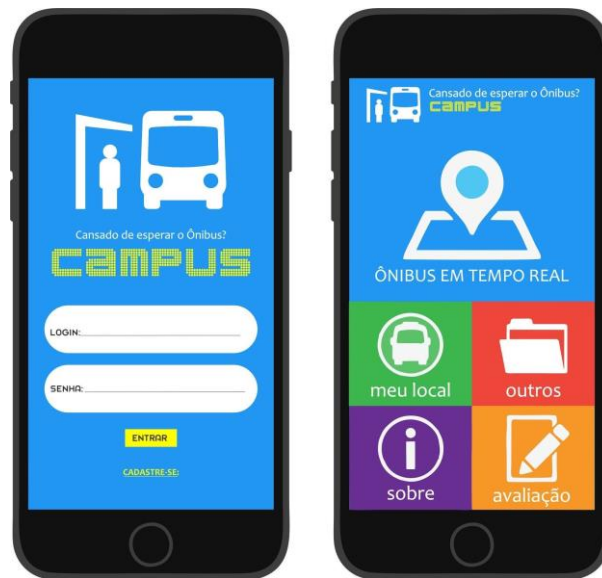 Cansado de esperar o Ônibus?
CAMPUS
LOGIN:
SENHA:
ENTRAR
CADASTRE-SE:
Cansado de esperar o Ônibus?
CAMPUS
ÔNIBUS EM TEMPO REAL
meu local
outros
sobre
avaliação